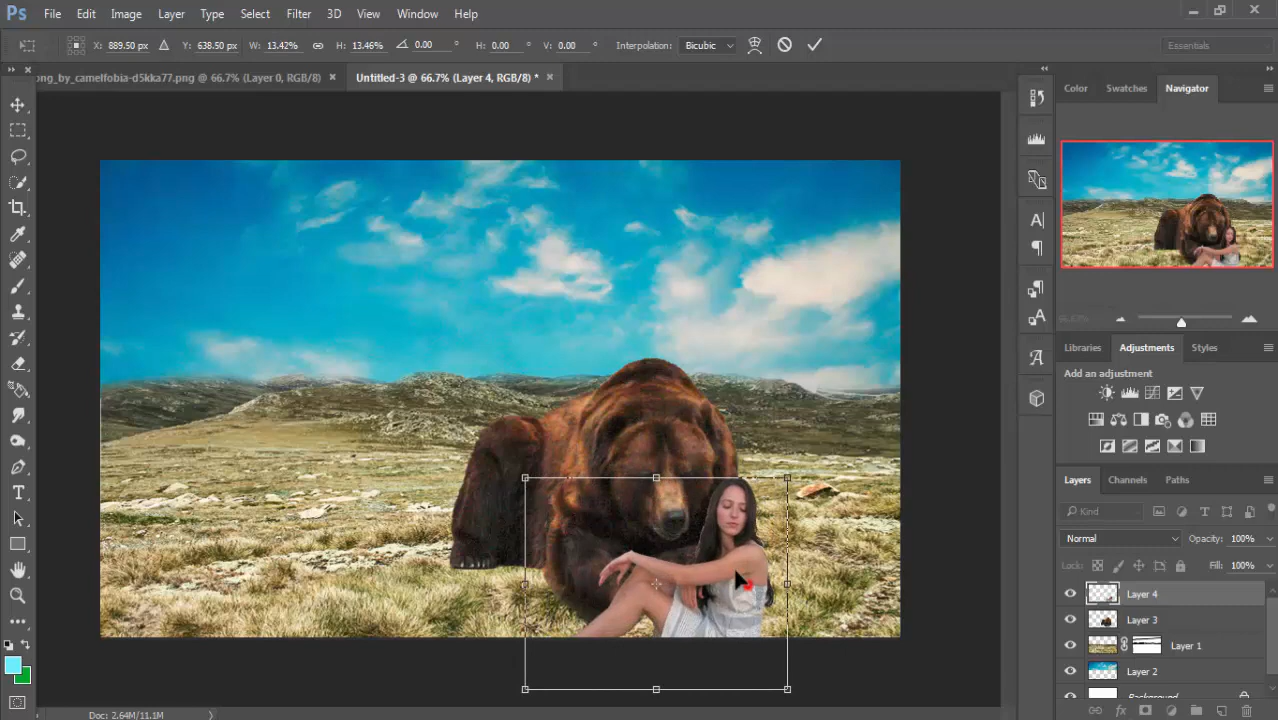 Ps File Edit Image Layer Type Select Filter 3D View Window Help
X: 889.50 px Y: 638.50 px W: 13.42% H: 13.46% 0.00 ° H: 0.00 ° V: 0.00 ° Interpolation: Bicubic Essentials
ong_by_camelfobia-d5kka77.png @ 66.7% (Layer 0, RGB/8) × Untitled-3 @ 66.7% (Layer 4, RGB/8) * ×
Color Swatches Navigator
Libraries Adjustments Styles
Add an adjustment
Layers Channels Paths
Kind
Normal Opacity: 100%
Lock: Fill: 100%
Layer 4
Layer 3
Layer 1
Layer 2
Background
Doc: 2.64M/11.1M